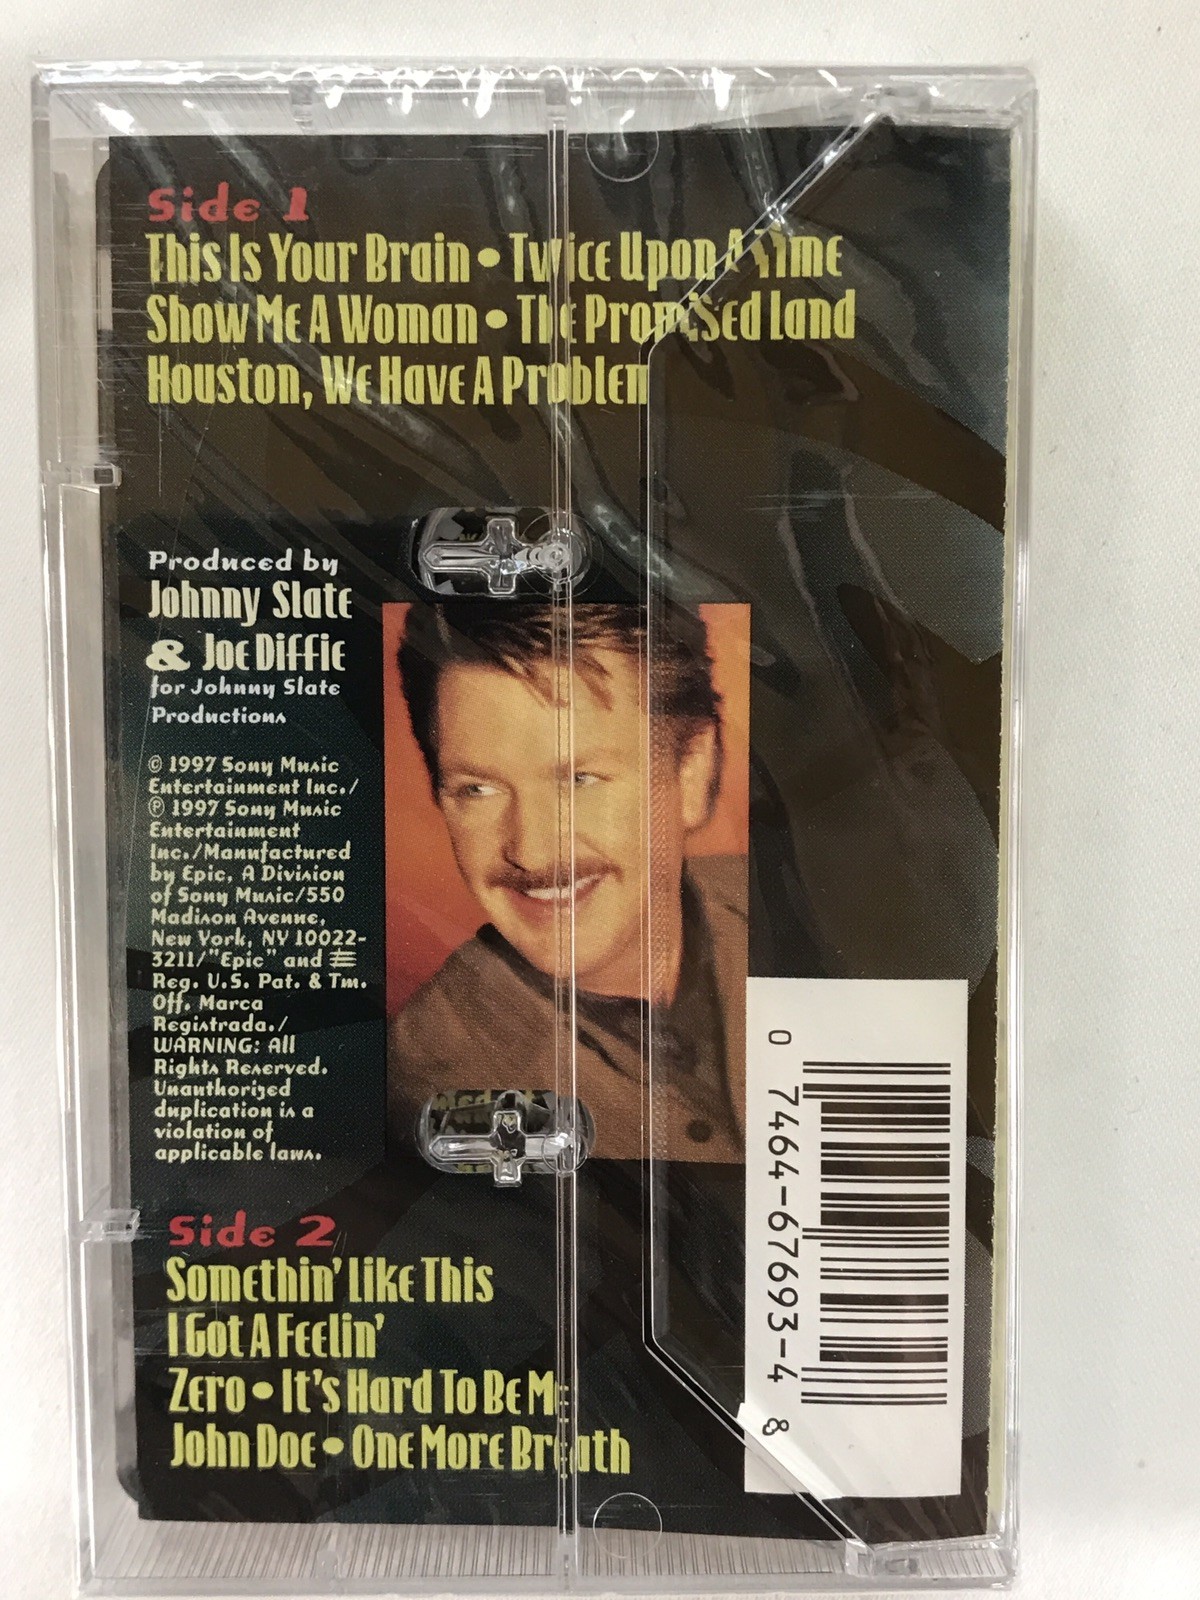 Side 1
This Is Your Brain • Twice Upon A Time
Show Me A Woman • The Promised Land
Houston, We Have A Problem
Produced by
Johnny Slate
& Joe Diffie
for Johnny Slate
Productions
© 1997 Sony Music
Entertainment Inc./
℗ 1997 Sony Music
Entertainment
Inc./Manufactured
by Epic, A Division
of Sony Music/550
Madison Avenue,
New York, NY 10022-
3211/"Epic" and
Reg. U.S. Pat. & Tm.
Off. Marca
Registrada./
WARNING: All
Rights Reserved.
Unauthorized
duplication is a
violation of
applicable laws.
Side 2
Somethin' Like This
I Got A Feelin'
Zero • It's Hard To Be Me
John Doe • One More Breath
0 7464-67693-4 8